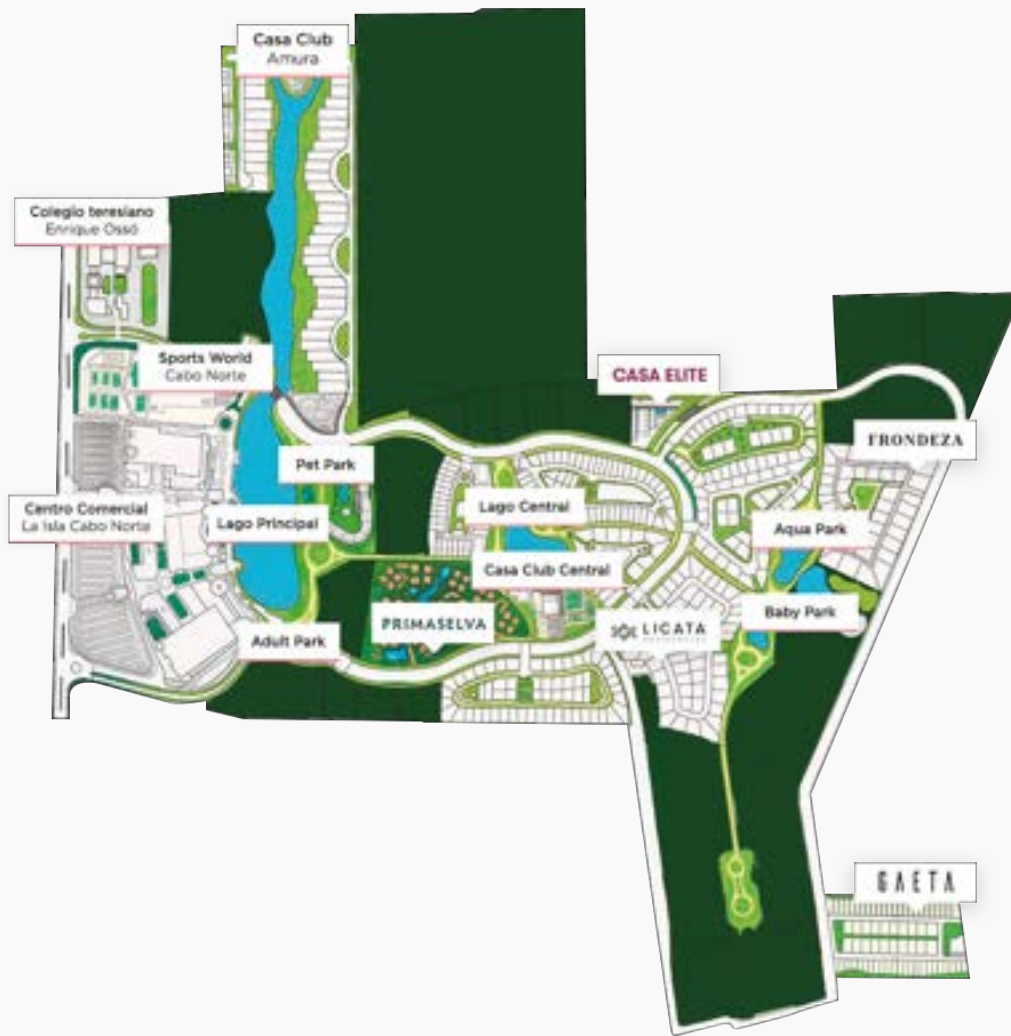 Casa Club
Amura
Colegio teresiano
Enrique Ossó
Sports World
Cabo Norte
CASA ELITE
FRONDEZA
Pet Park
Centro Comercial
La Isla Cabo Norte
Lago Principal
Lago Central
Aqua Park
Casa Club Central
PRIMASELVA
LICATA
Baby Park
Adult Park
GAETA